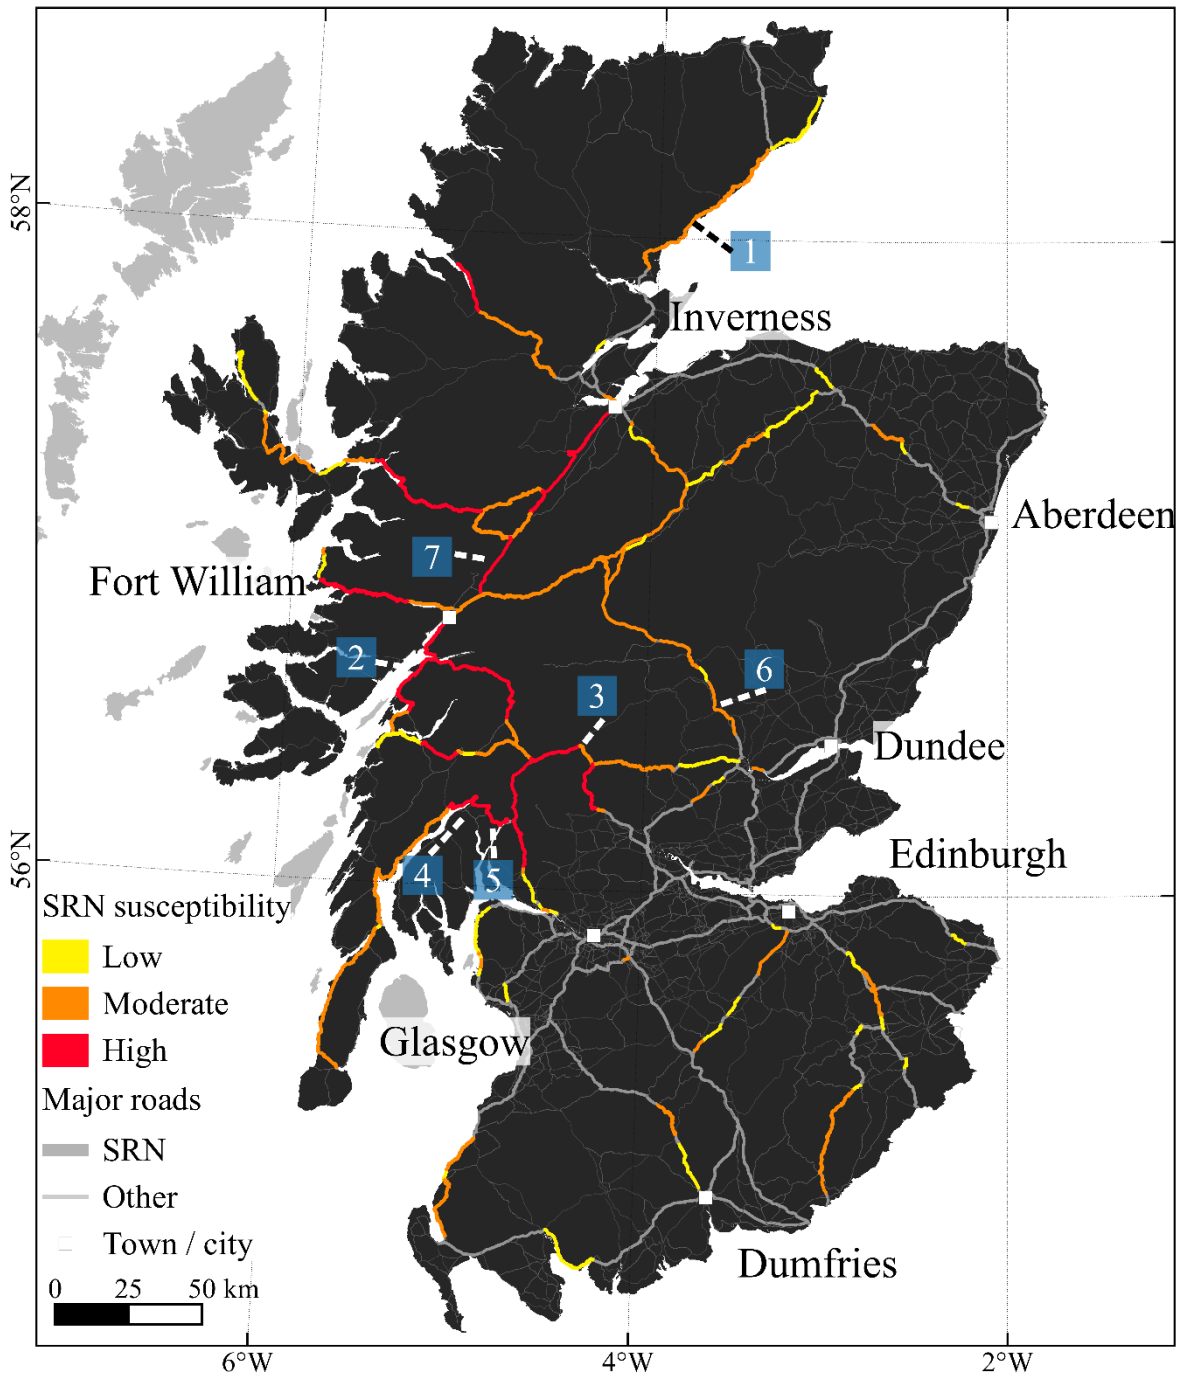 58°N
1
Inverness
Aberdeen
7
Fort William
2
3
6
Dundee
56°N
4
5
Edinburgh
SRN susceptibility
Low
Moderate
High
Glasgow
Major roads
SRN
Other
Town / city
Dumfries
0 25 50 km
6°W 4°W 2°W